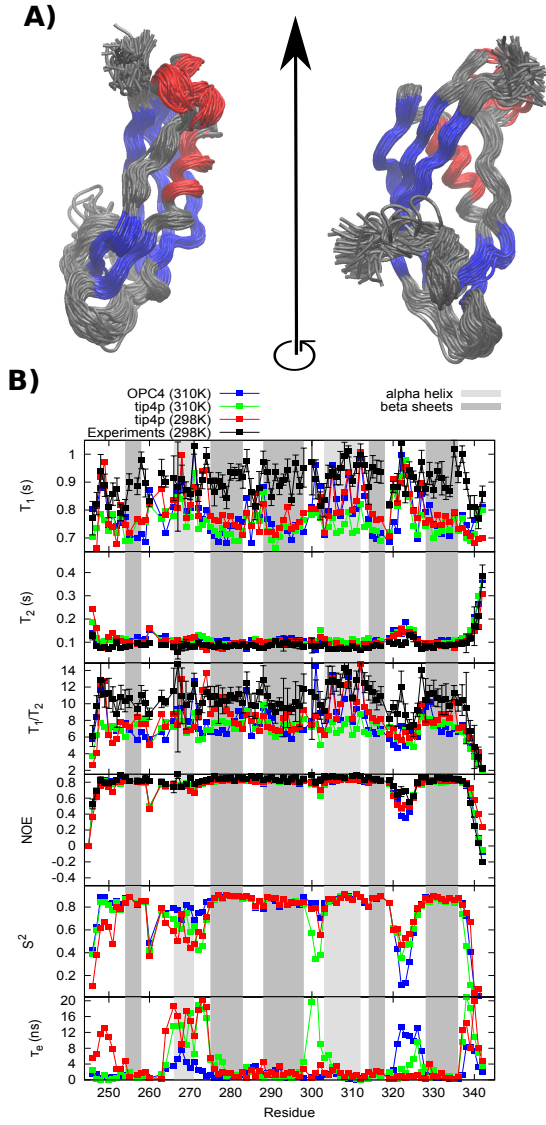 A)
B)
OPC4 (310K)
tip4p (310K)
tip4p (298K)
Experiments (298K)
alpha helix
beta sheets
T1 (s)
1
0.9
0.8
0.7
T2 (s)
0.4
0.3
0.2
0.1
T1/T2
14
12
10
8
6
4
2
NOE
0.8
0.4
0
-0.2
-0.4
S2
0.8
0.6
0.4
0.2
τe (ns)
20
16
12
8
4
0
250 260 270 280 290 300 310 320 330 340
Residue